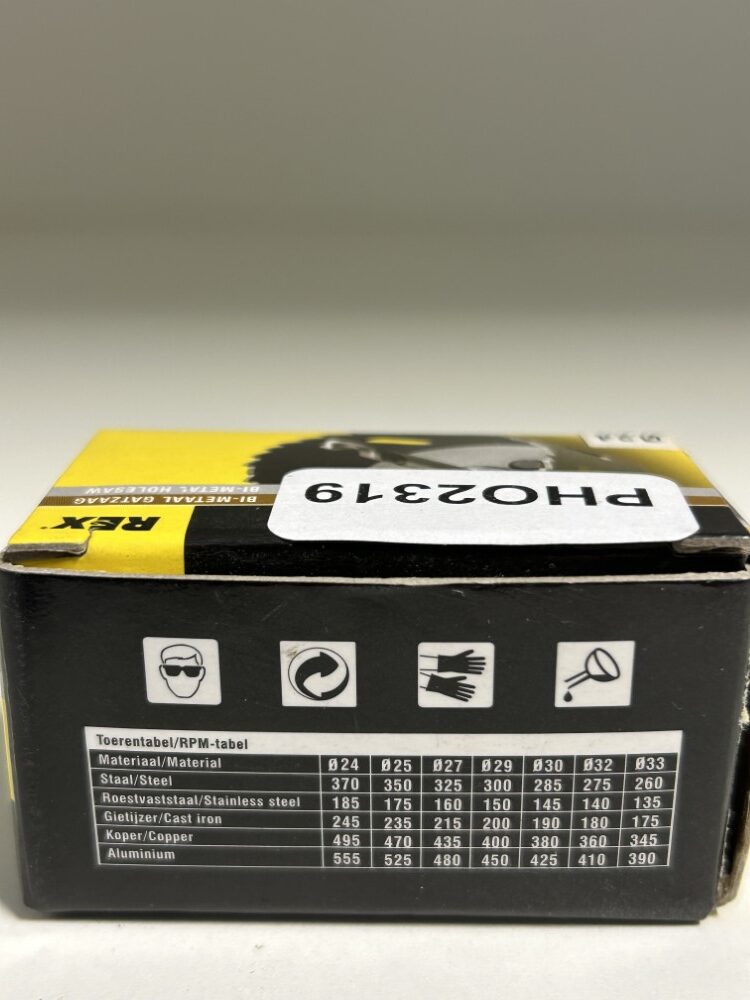 PHO2319
BI-METAL HOLESAW
BI-METAAL GATZAAG
REX
Toerentabel/RPM-tabel
Materiaal/Material Ø24 Ø25 Ø27 Ø29 Ø30 Ø32 Ø33
Staal/Steel 370 350 325 300 285 275 260
Roestvaststaal/Stainless steel 185 175 160 150 145 140 135
Gietijzer/Cast iron 245 235 215 200 190 180 175
Koper/Copper 495 470 435 400 380 360 345
Aluminium 555 525 480 450 425 410 390